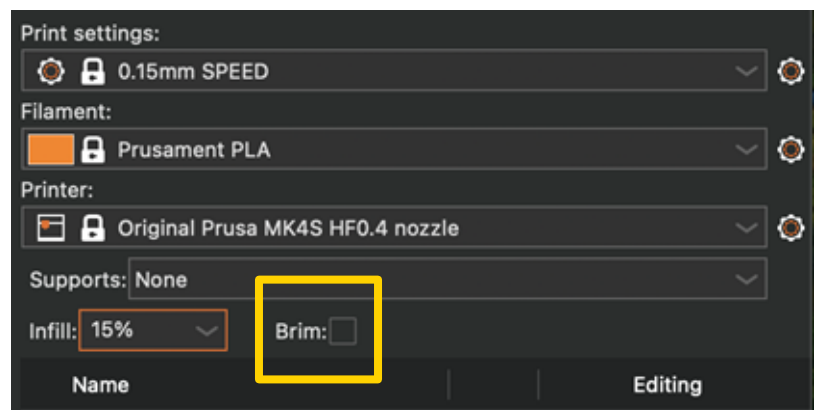 Print settings:
0.15mm SPEED
Filament:
Prusament PLA
Printer:
Original Prusa MK4S HF0.4 nozzle
Supports: None
Infill: 15% Brim:
Name Editing